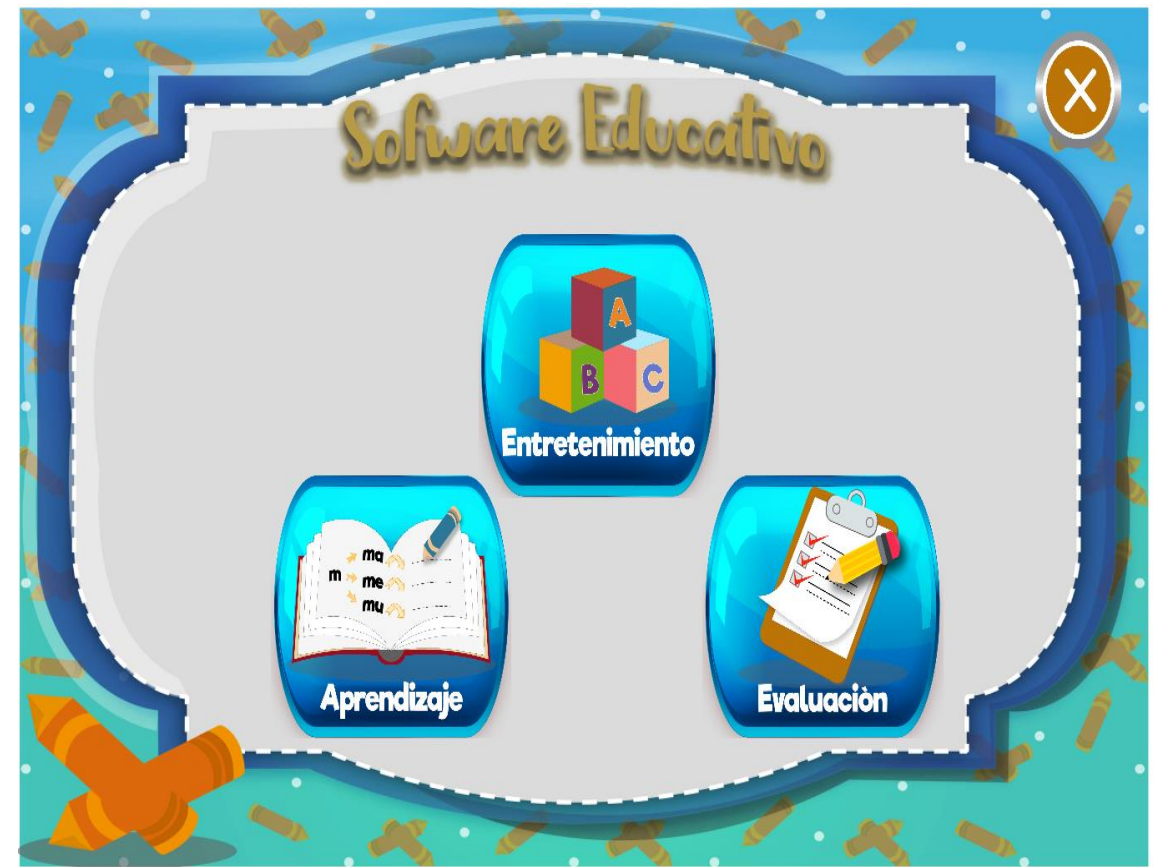 Sofware Educativo
X
A
B C
Entretenimiento
ma
m me
mu
Aprendizaje
Evaluaciòn